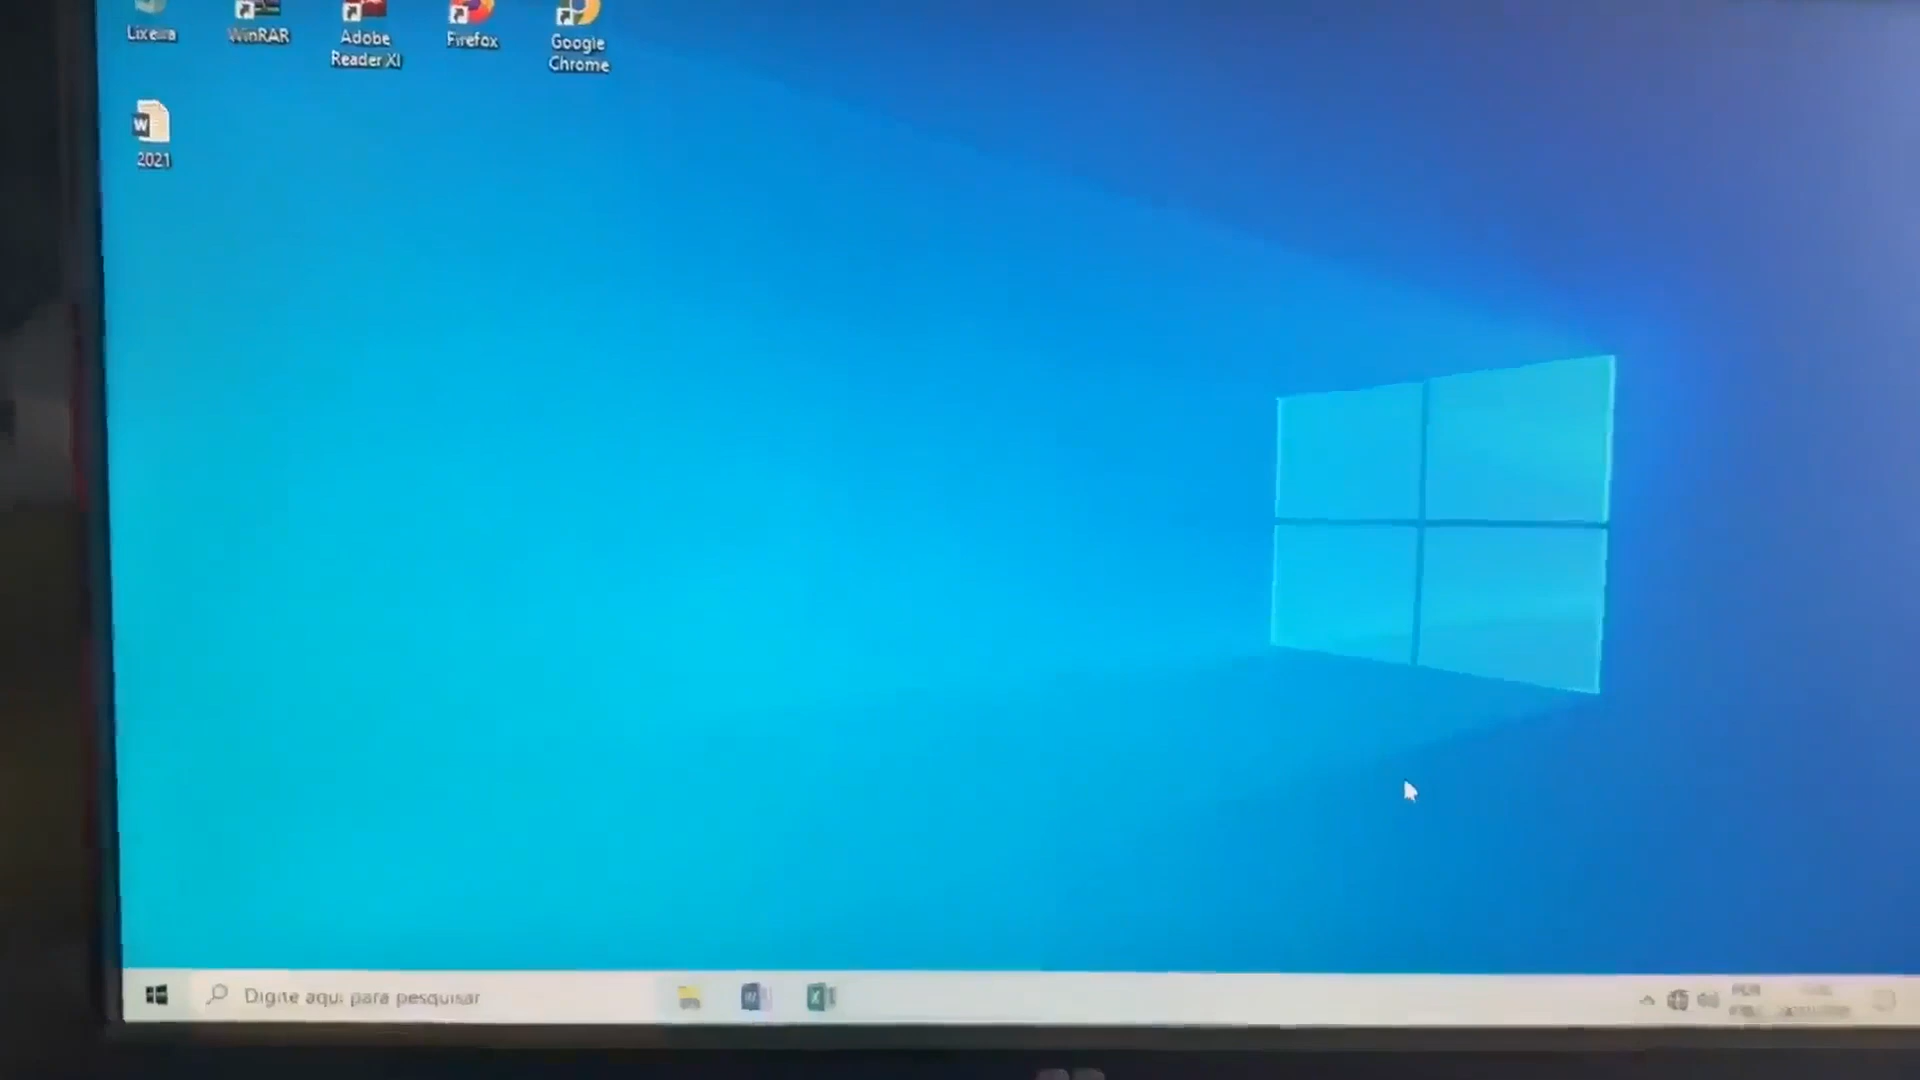 Lixeira
WinRAR
Adobe
Reader XI
Firefox
Google
Chrome
W
2021
Digite aqui para pesquisar
W
X